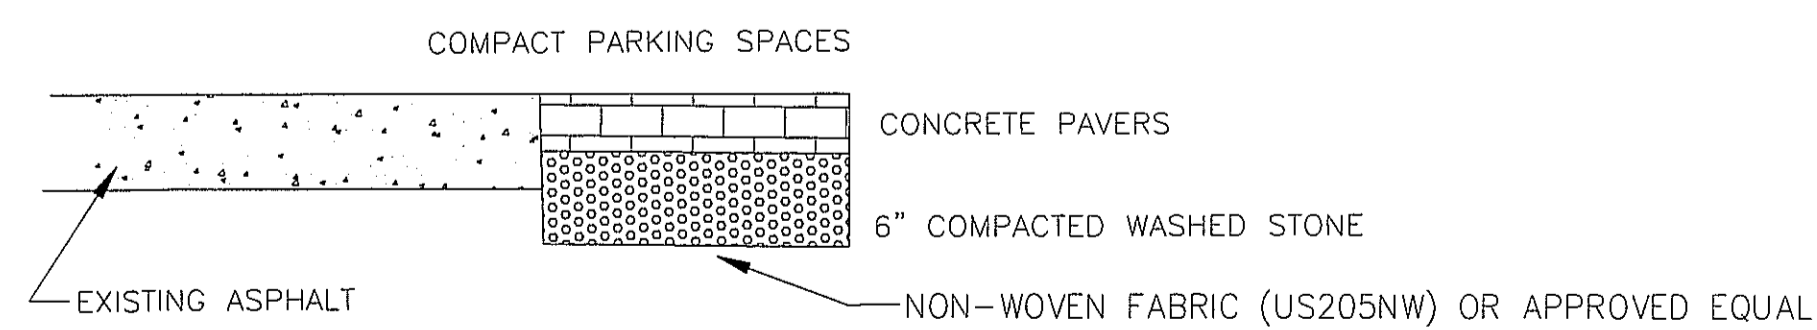 COMPACT PARKING SPACES
CONCRETE PAVERS
6" COMPACTED WASHED STONE
EXISTING ASPHALT
NON-WOVEN FABRIC (US205NW) OR APPROVED EQUAL